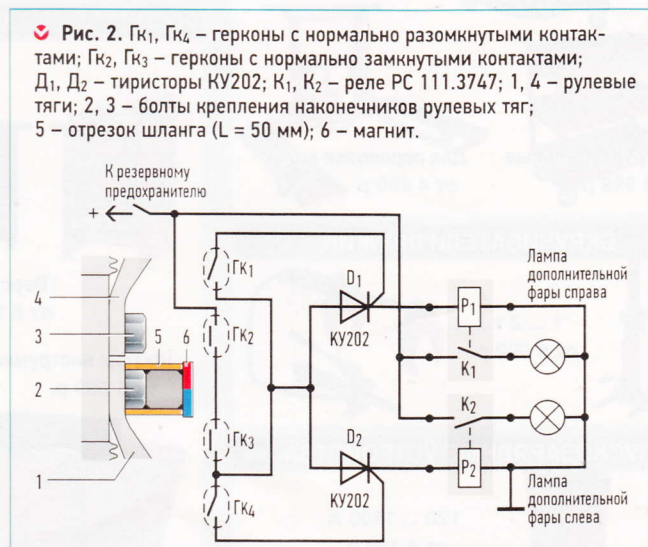 Рис. 2. Гк1, Гк4 – герконы с нормально разомкнутыми контак-
тами; Гк2, Гк3 – герконы с нормально замкнутыми контактами;
Д1, Д2 – тиристоры КУ202; К1, К2 – реле РС 111.3747; 1, 4 – рулевые
тяги; 2, 3 – болты крепления наконечников рулевых тяг;
5 – отрезок шланга (L = 50 мм); 6 – магнит.
К резервному
предохранителю
+
4
3
5
6
2
1
Гк1
Гк2
Гк3
Гк4
D1
КУ202
D2
КУ202
Р1
К1
К2
Р2
Лампа
дополнительной
фары справа
Лампа
дополнительной
фары слева